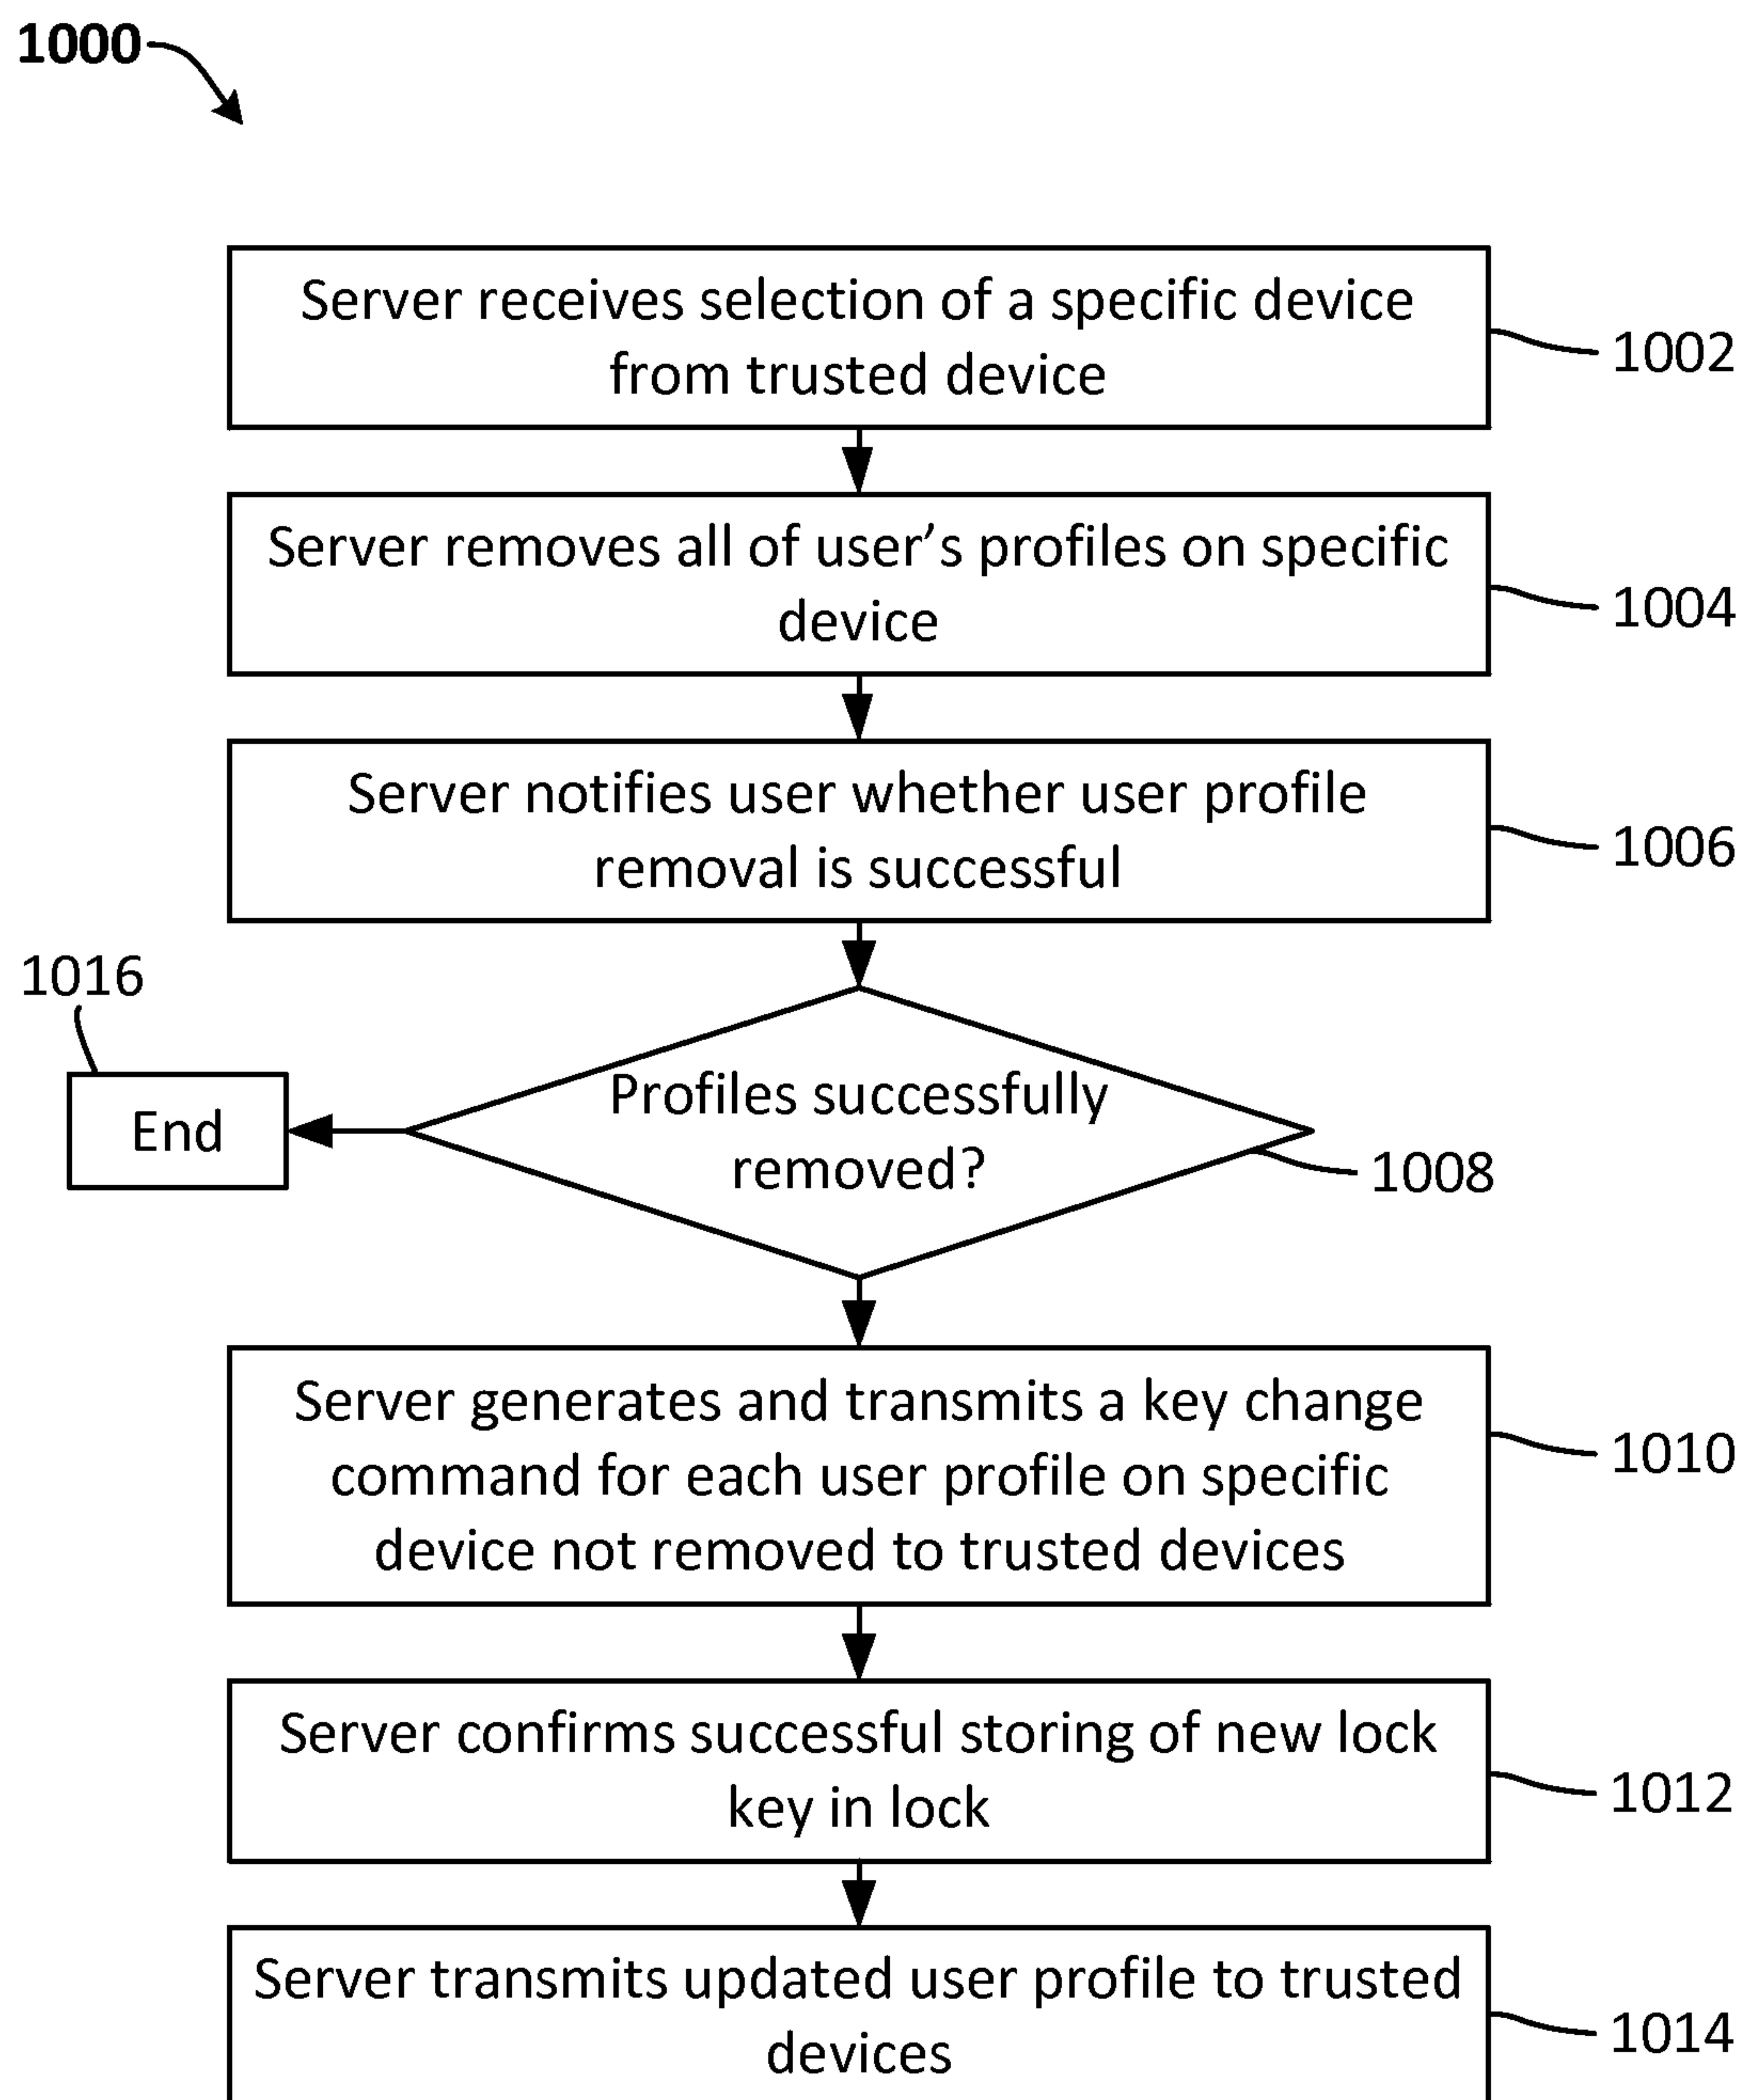 1000
Server receives selection of a specific device
from trusted device
1002
Server removes all of user’s profiles on specific
device
1004
Server notifies user whether user profile
removal is successful
1006
1016
End
Profiles successfully
removed?
1008
Server generates and transmits a key change
command for each user profile on specific
device not removed to trusted devices
1010
Server confirms successful storing of new lock
key in lock
1012
Server transmits updated user profile to trusted
devices
1014